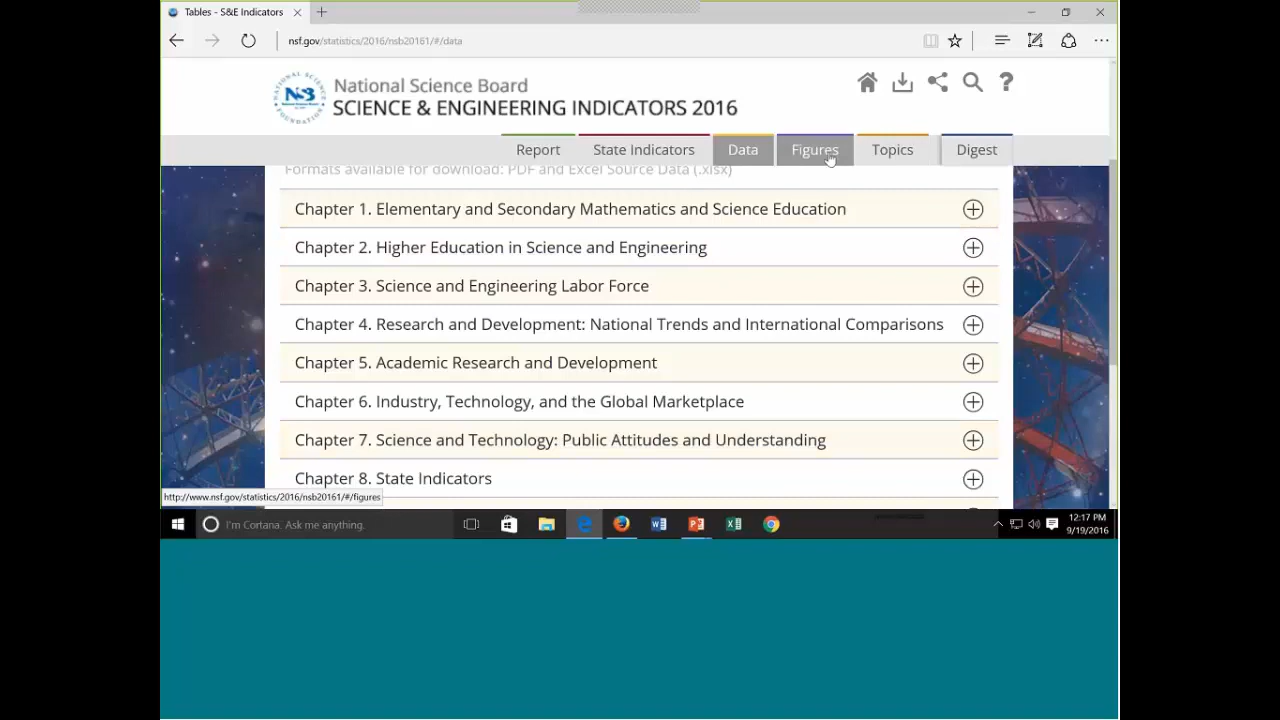 Tables - S&E Indicators
nsf.gov/statistics/2016/nsb20161/#/data
National Science Board
SCIENCE & ENGINEERING INDICATORS 2016
Report State Indicators Data Figures Topics Digest
Formats available for download: PDF and Excel Source Data (.xlsx)
Chapter 1. Elementary and Secondary Mathematics and Science Education
Chapter 2. Higher Education in Science and Engineering
Chapter 3. Science and Engineering Labor Force
Chapter 4. Research and Development: National Trends and International Comparisons
Chapter 5. Academic Research and Development
Chapter 6. Industry, Technology, and the Global Marketplace
Chapter 7. Science and Technology: Public Attitudes and Understanding
Chapter 8. State Indicators
http://www.nsf.gov/statistics/2016/nsb20161/#/figures
I'm Cortana. Ask me anything.
12:17 PM
9/19/2016